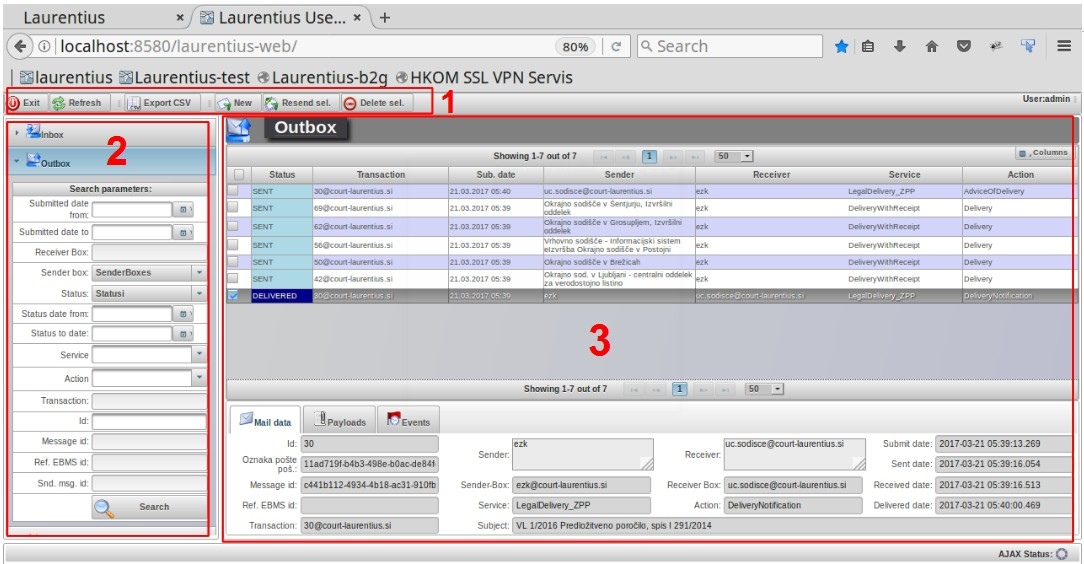 Laurentius × Laurentius Use... × +
localhost:8580/laurentius-web/ 80% Search
laurentius Laurentius-test Laurentius-b2g HKOM SSL VPN Servis
Exit Refresh Export CSV New Resend sel. Delete sel. 1 User:admin
Inbox
2
Outbox
Search parameters:
Submitted date from:
Submitted date to
Receiver Box:
Sender box: SenderBoxes
Status: Statusi
Status date from:
Status to date:
Service
Action
Transaction:
Id:
Message id:
Ref. EBMS id:
Snd. msg. id:
Search
Outbox
Showing 1-7 out of 7 1 50 Columns
Status Transaction Sub. date Sender Receiver Service Action
SENT 30@court-laurentius.si 21.03.2017 05:40 uc.sodisce@court-laurentius.si ezk LegalDelivery_ZPP AdviceOfDelivery
SENT 69@court-laurentius.si 21.03.2017 05:39 Okrajno sodišče v Šentjurju, Izvršilni oddelek ezk DeliveryWithReceipt Delivery
SENT 62@court-laurentius.si 21.03.2017 05:39 Okrajno sodišče v Grosupljem, Izvršilni oddelek ezk DeliveryWithReceipt Delivery
SENT 56@court-laurentius.si 21.03.2017 05:39 Vrhovno sodišče - Informacijski sistem eIzvršba Okrajno sodišče v Postojni ezk DeliveryWithReceipt Delivery
SENT 50@court-laurentius.si 21.03.2017 05:39 Okrajno sodišče v Brežicah ezk DeliveryWithReceipt Delivery
SENT 42@court-laurentius.si 21.03.2017 05:39 Okrajno sod. v Ljubljani - centralni oddelek za verodostojno listino ezk DeliveryWithReceipt Delivery
DELIVERED 30@court-laurentius.si 21.03.2017 05:39 ezk uc.sodisce@court-laurentius.si LegalDelivery_ZPP DeliveryNotification
3
Showing 1-7 out of 7 1 50
Mail data Payloads Events
Id: 30 Sender: ezk Receiver: uc.sodisce@court-laurentius.si Submit date: 2017-03-21 05:39:13.269
Oznaka pošte poš.: 11ad719f-b4b3-498e-b0ac-de84f Sent date: 2017-03-21 05:39:16.054
Message id: c441b112-4934-4b18-ac31-910fb Sender-Box: ezk@court-laurentius.si Receiver Box: uc.sodisce@court-laurentius.si Received date: 2017-03-21 05:39:16.513
Ref. EBMS id: Service: LegalDelivery_ZPP Action: DeliveryNotification Delivered date: 2017-03-21 05:40:00.469
Transaction: 30@court-laurentius.si Subject: VL 1/2016 Predložitveno poročilo, spis I 291/2014
AJAX Status: